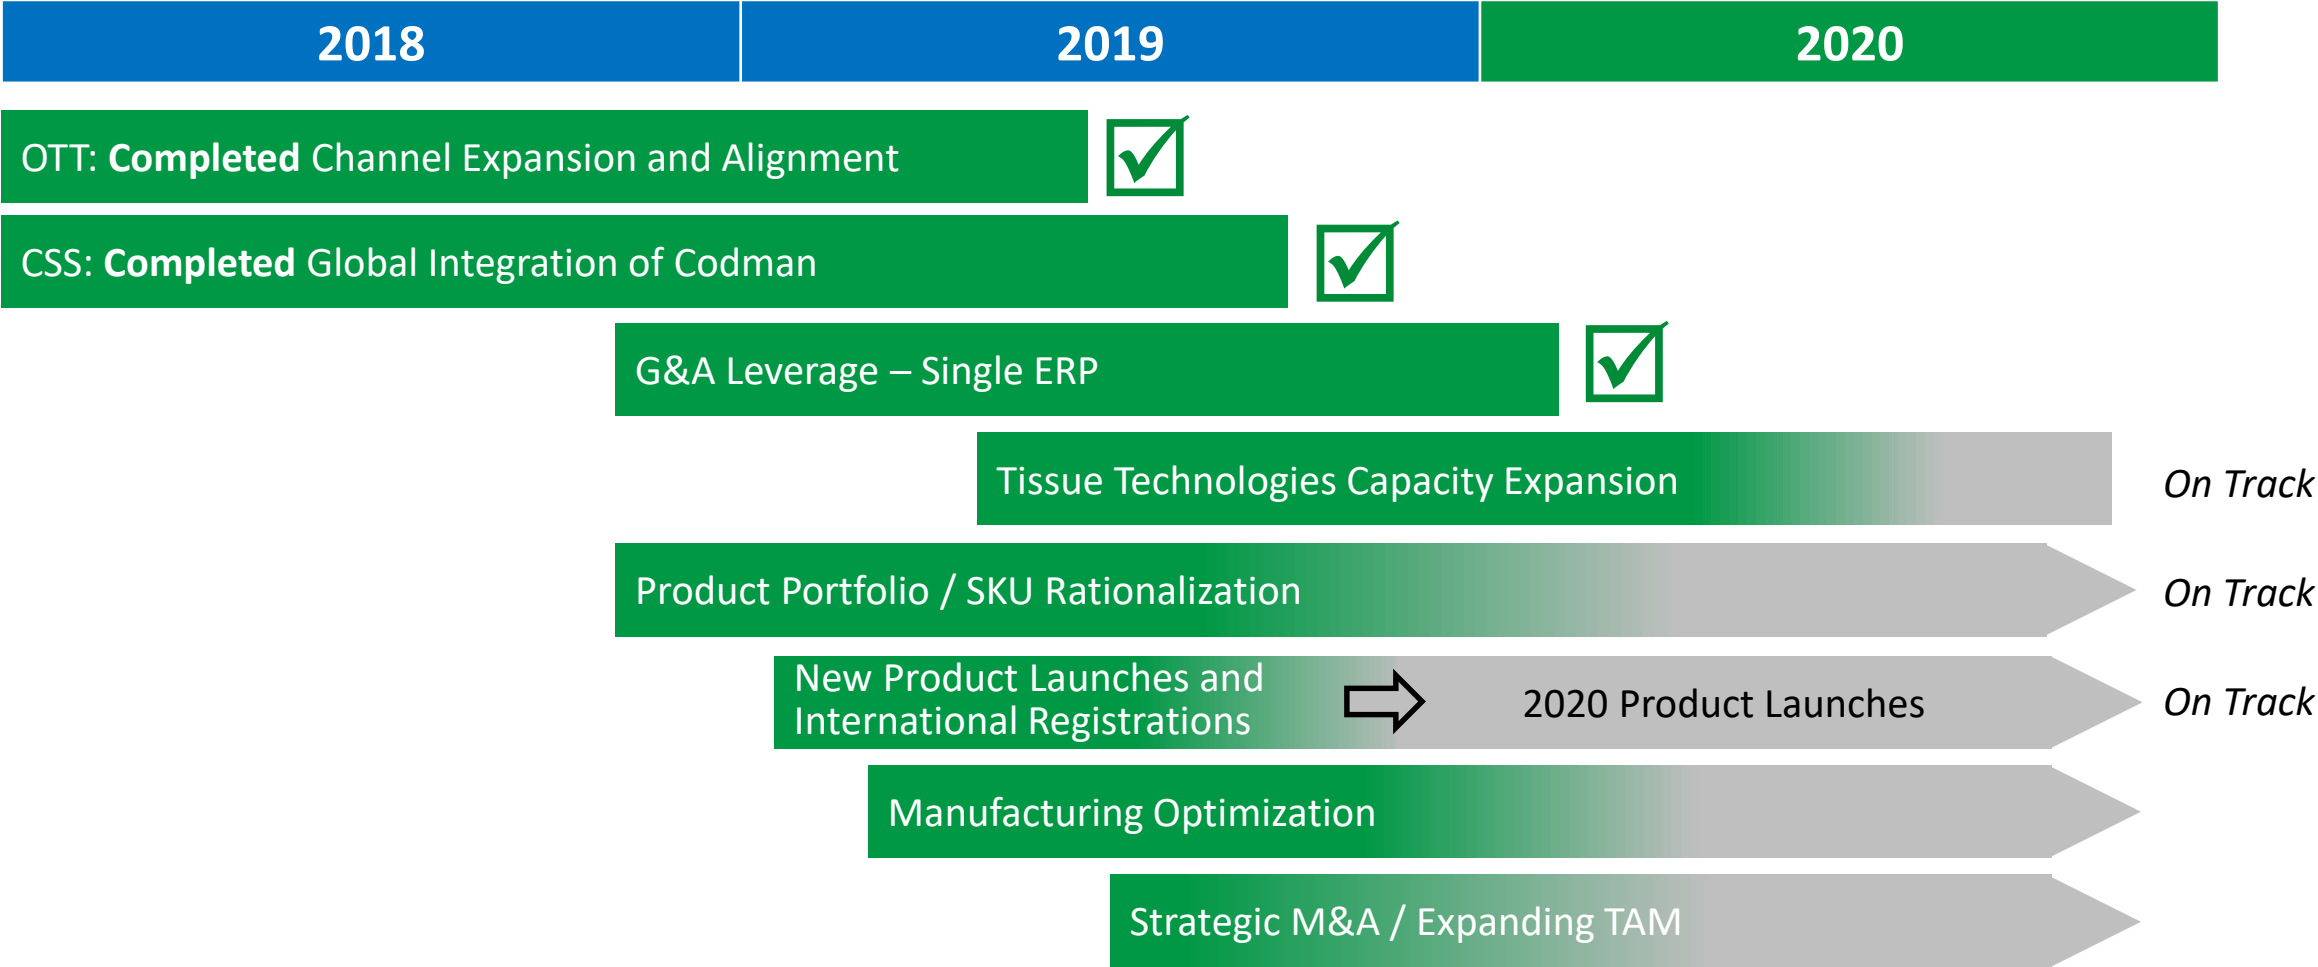 2018 2019 2020
OTT: Completed Channel Expansion and Alignment
CSS: Completed Global Integration of Codman
G&A Leverage – Single ERP
Tissue Technologies Capacity Expansion On Track
Product Portfolio / SKU Rationalization On Track
New Product Launches and
International Registrations
2020 Product Launches On Track
Manufacturing Optimization
Strategic M&A / Expanding TAM